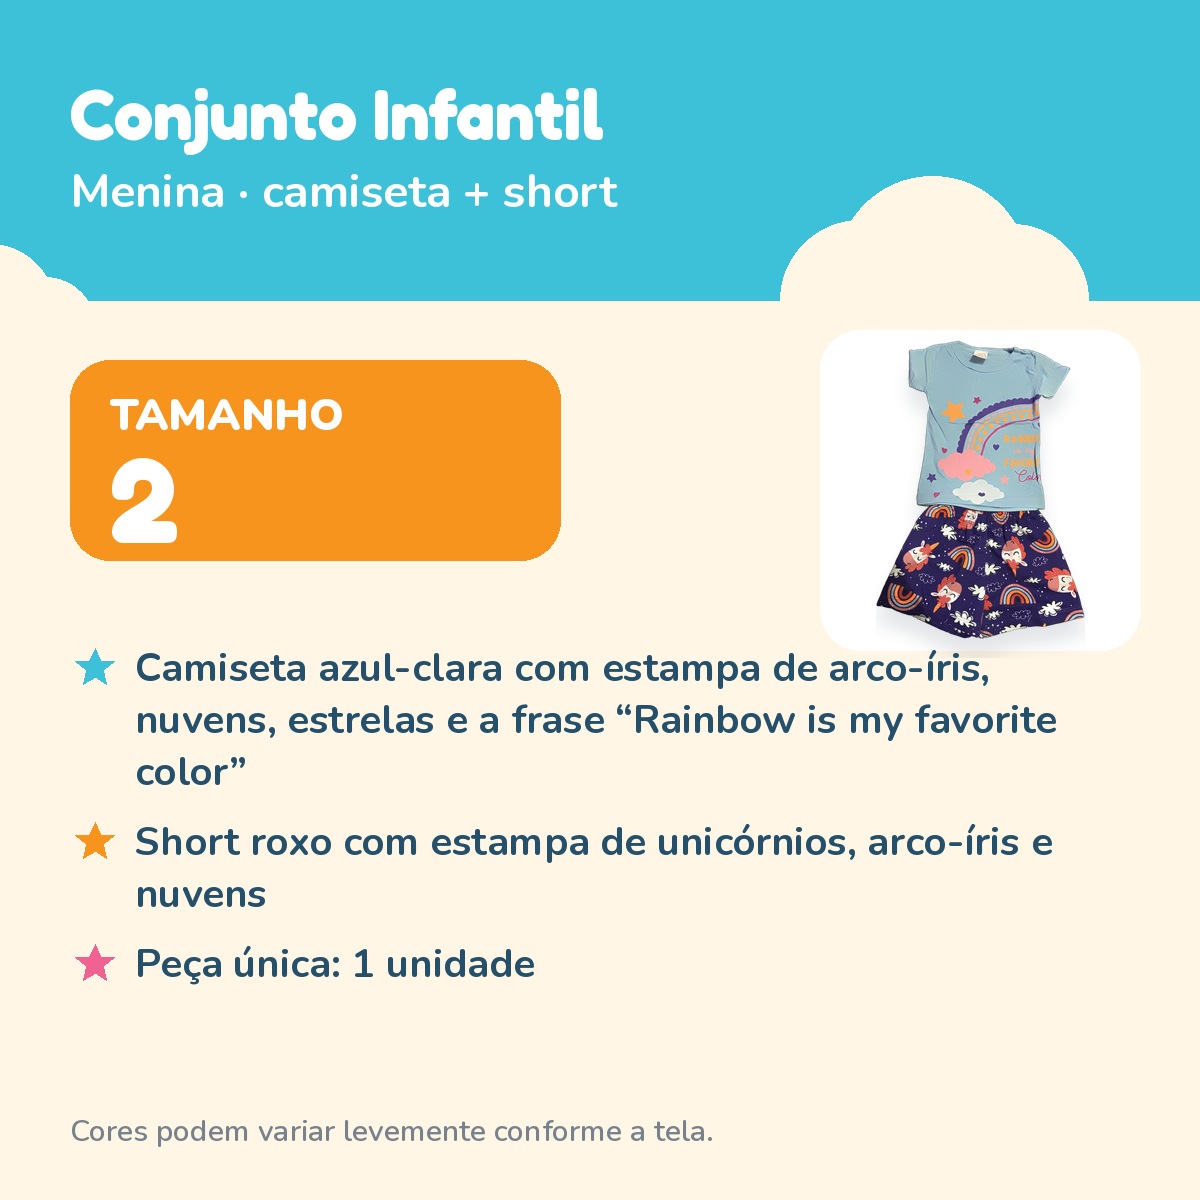 Conjunto Infantil
Menina · camiseta + short
TAMANHO
2
Camiseta azul-clara com estampa de arco-íris,
nuvens, estrelas e a frase “Rainbow is my favorite
color”
Short roxo com estampa de unicórnios, arco-íris e
nuvens
Peça única: 1 unidade
Cores podem variar levemente conforme a tela.